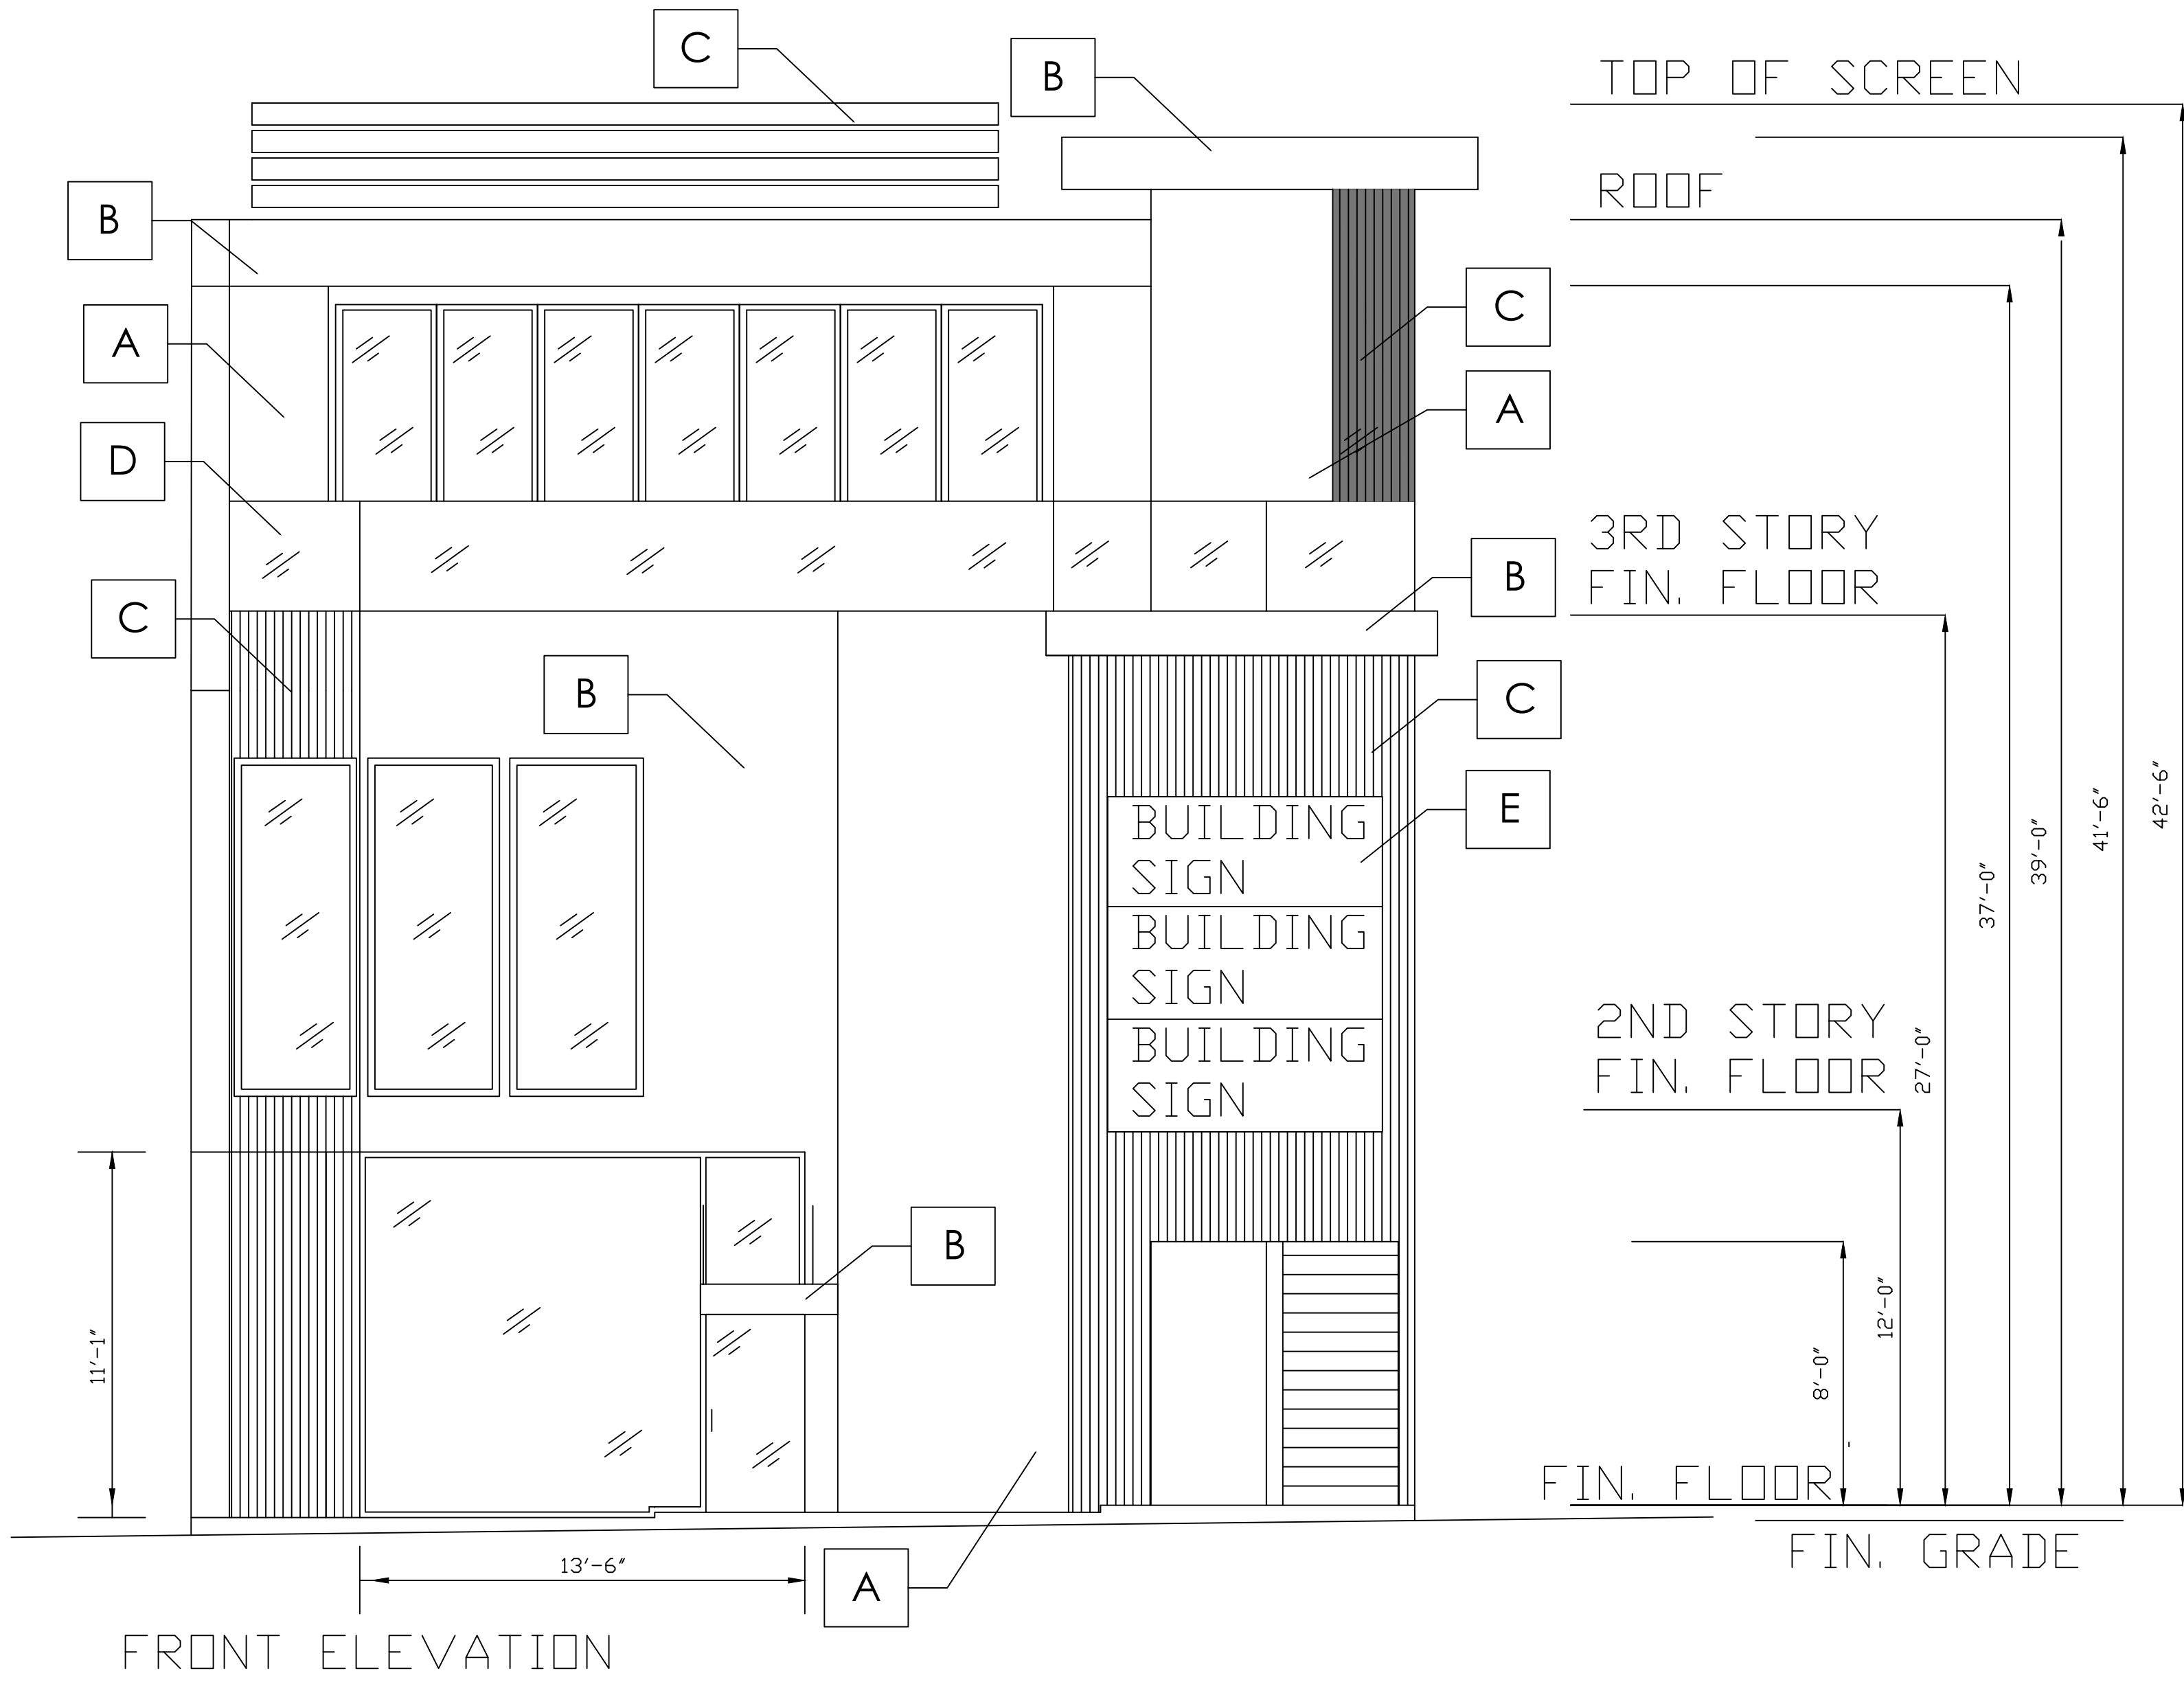 C
B
TOP OF SCREEN
B
ROOF
C
A
A
D
3RD STORY
FIN. FLOOR
B
C
B
C
E
BUILDING
SIGN
BUILDING
SIGN
BUILDING
SIGN
42'-6"
41'-6"
39'-0"
37'-0"
2ND STORY
FIN. FLOOR
27'-0"
12'-0"
8'-0"
B
11'-1"
FIN. FLOOR
FIN. GRADE
13'-6"
A
FRONT ELEVATION